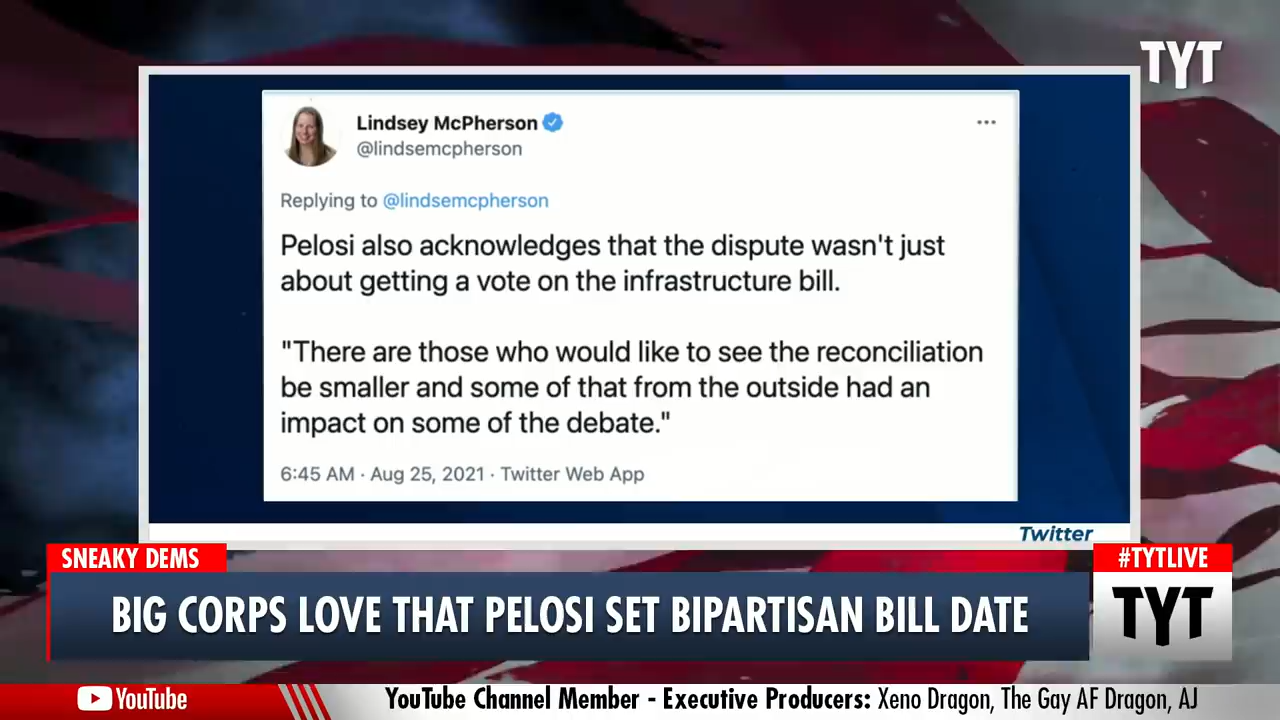 TYT
Lindsey McPherson
@lindsemcpherson
Replying to @lindsemcpherson
Pelosi also acknowledges that the dispute wasn't just
about getting a vote on the infrastructure bill.
"There are those who would like to see the reconciliation
be smaller and some of that from the outside had an
impact on some of the debate."
6:45 AM · Aug 25, 2021 · Twitter Web App
Twitter
SNEAKY DEMS
#TYTLIVE
BIG CORPS LOVE THAT PELOSI SET BIPARTISAN BILL DATE
TYT
YouTube
YouTube Channel Member - Executive Producers: Xeno Dragon, The Gay AF Dragon, AJ